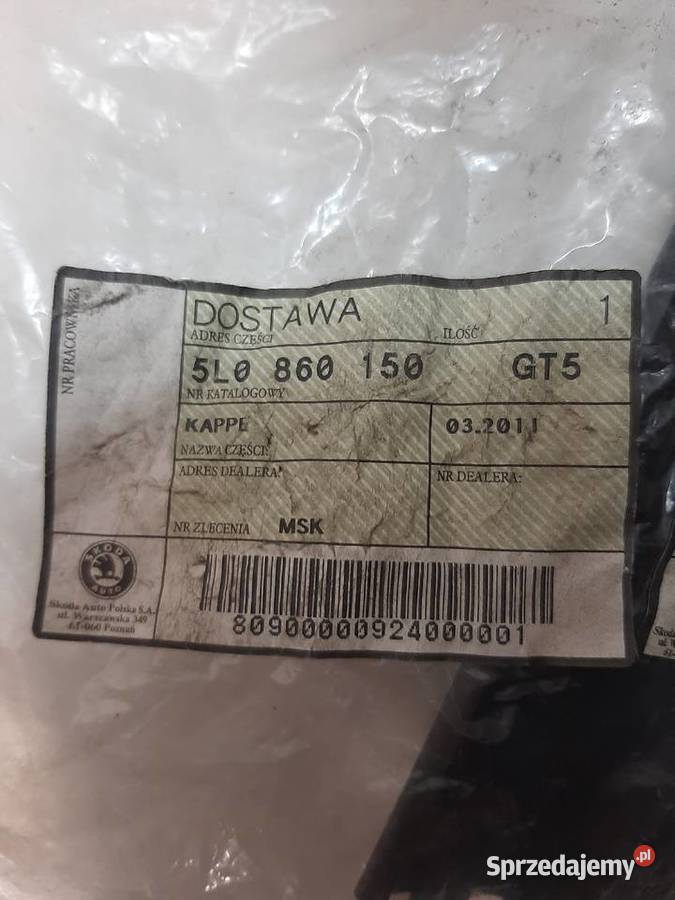 NR PRACOWNIKA
DOSTAWA 1
ADRES CZĘŚCI ILOŚĆ
5L0 860 150 GT5
NR KATALOGOWY
KAPPE 03.2011
NAZWA CZĘŚCI:
ADRES DEALERA: NR DEALERA:
NR ZLECENIA MSK
SKODA
AUTO
Skoda Auto Polska S.A.
ul. Warszawska 349
61-060 Poznań
80900000924000001
Sprzedajemy.pl